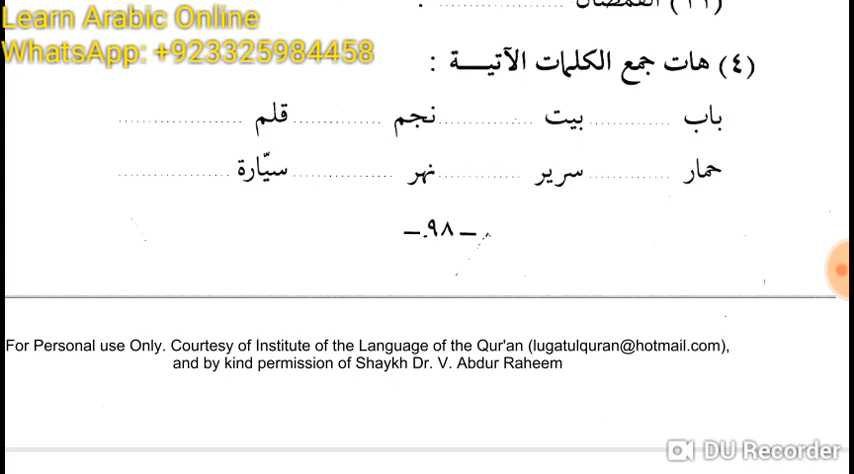 Learn Arabic Online
WhatsApp: +923325984458
(٤) هات جمع الكلمات الآتيـــة :
باب ............ بيت ............ نجم ............ قلم ............
حمار ............ سرير ............ نهر ............ سيّارة ............
– ٩٨ –
For Personal use Only. Courtesy of Institute of the Language of the Qur'an (lugatulquran@hotmail.com),
and by kind permission of Shaykh Dr. V. Abdur Raheem
DU Recorder